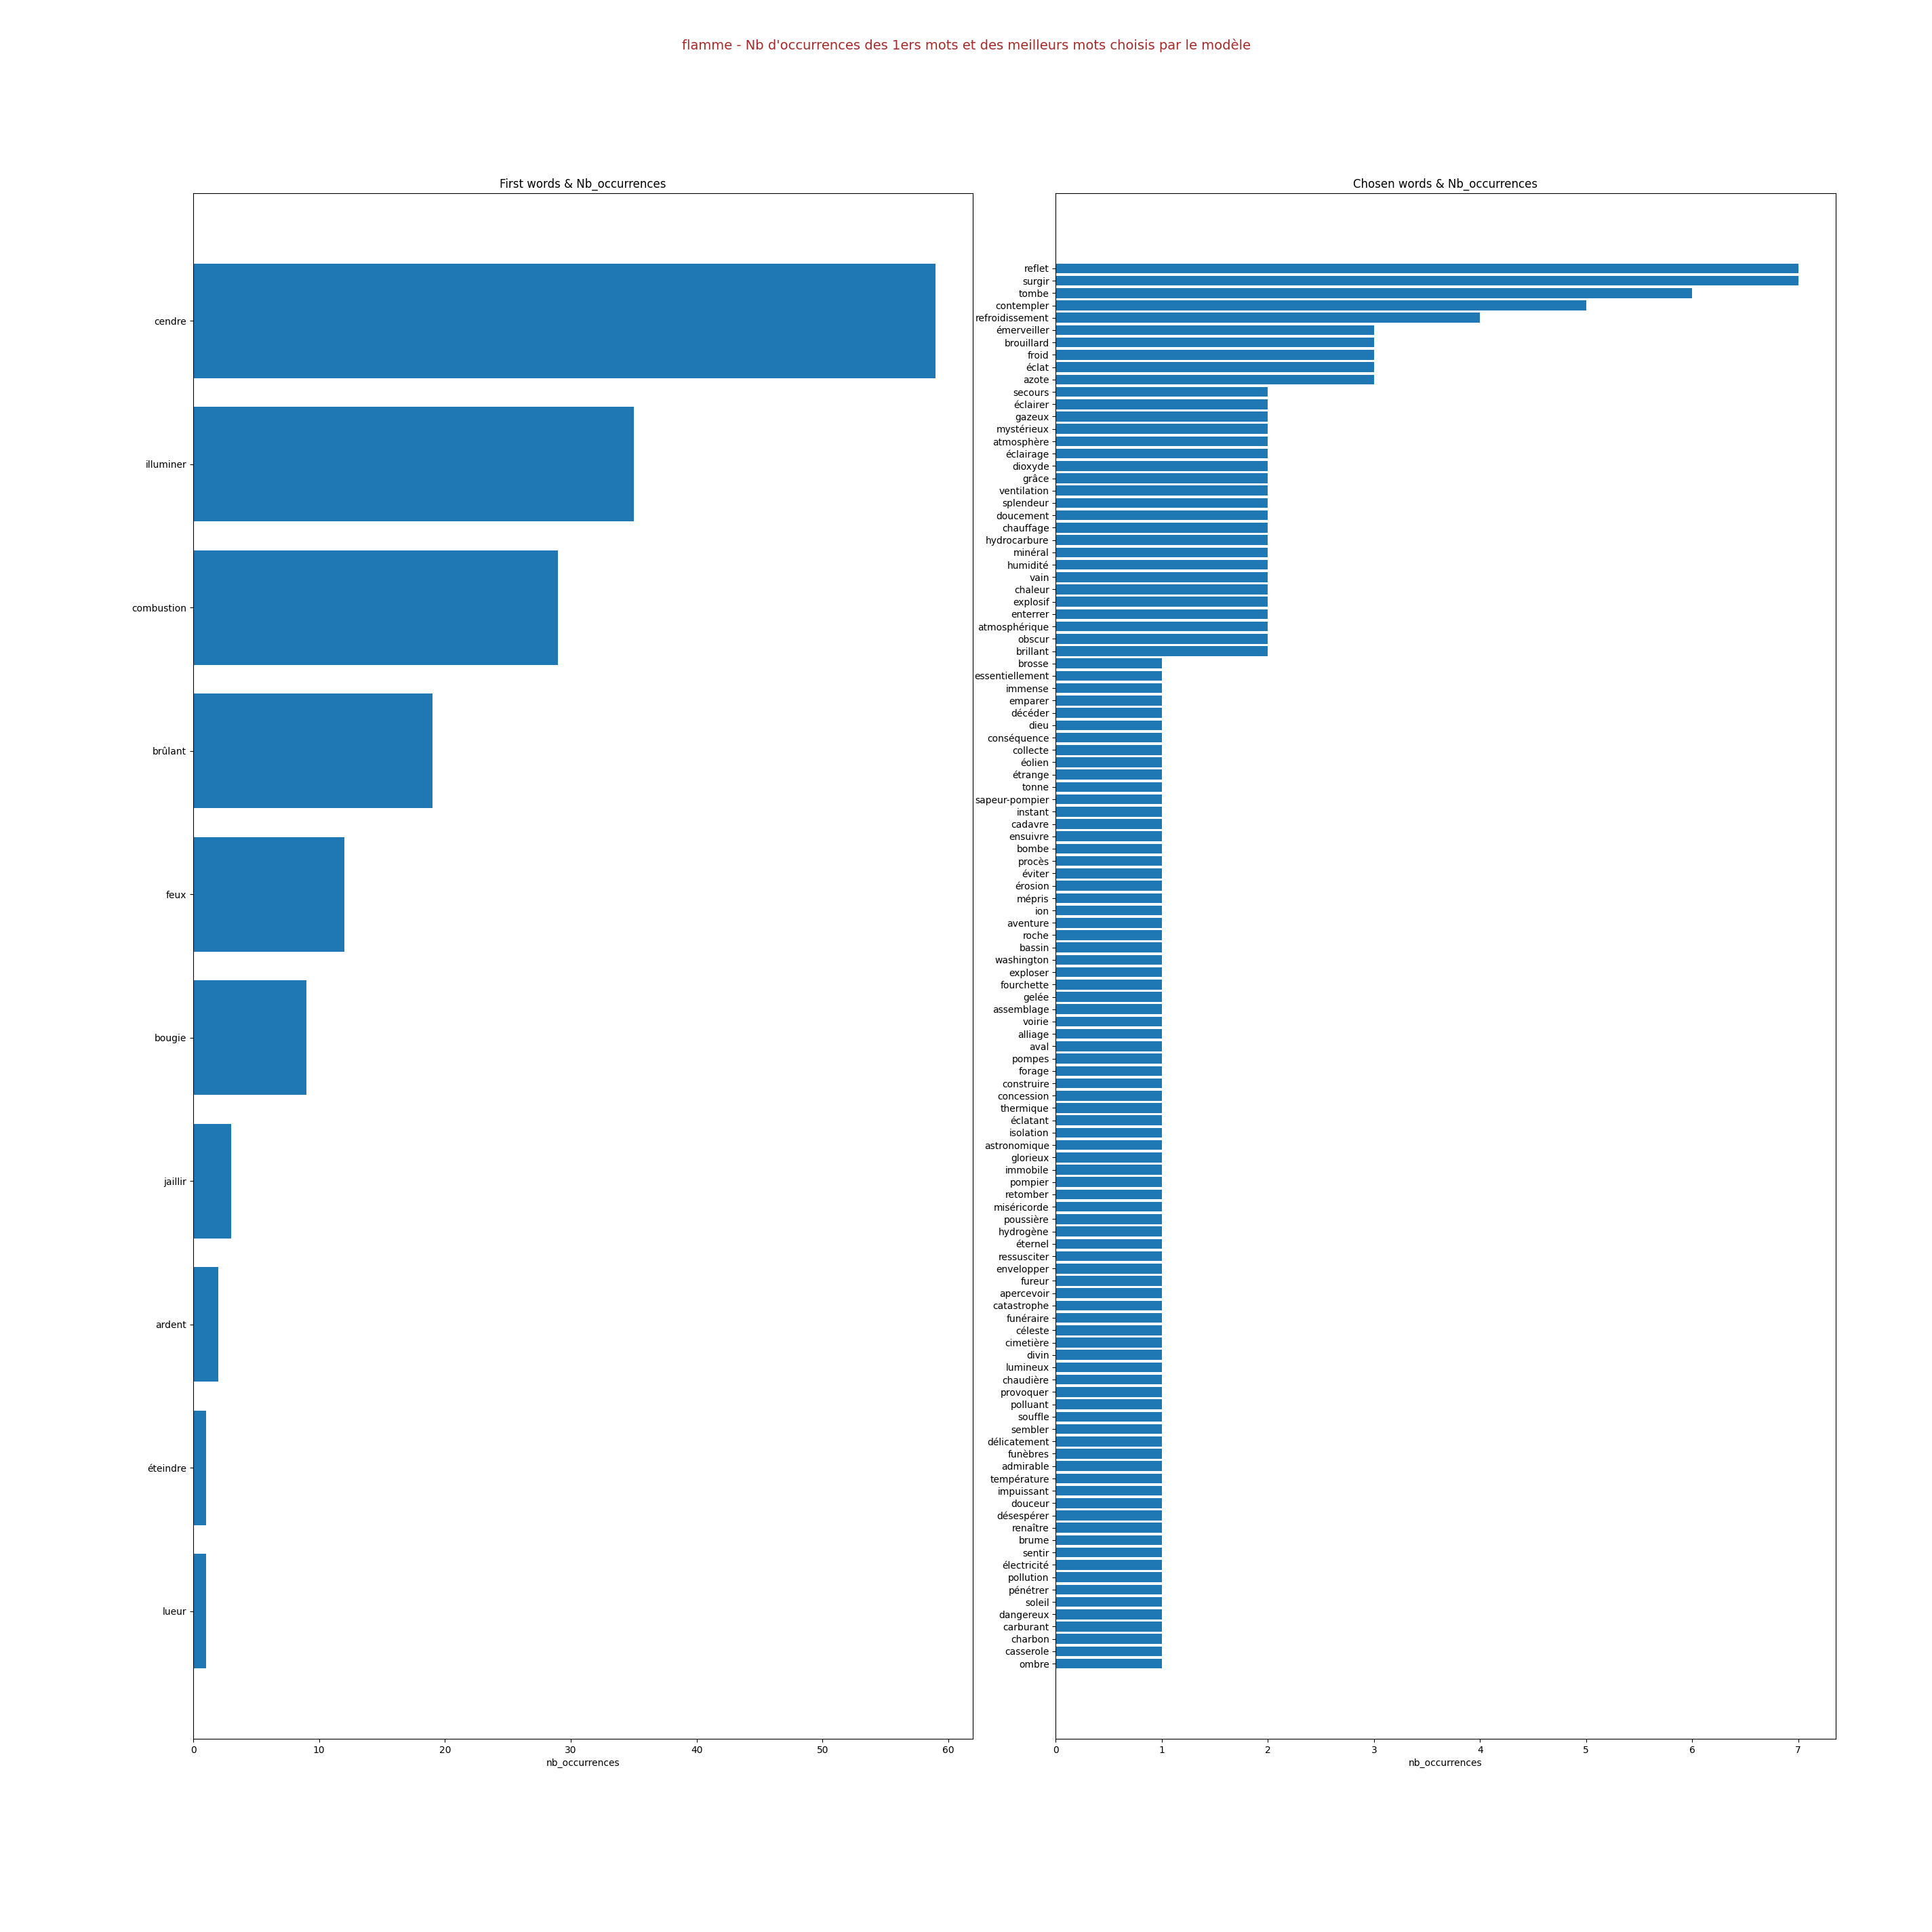 flamme - Nb d'occurrences des 1ers mots et des meilleurs mots choisis par le modèle
First words & Nb_occurrences
cendre
illuminer
combustion
brûlant
feux
bougie
jaillir
ardent
éteindre
lueur
0 10 20 30 40 50 60
nb_occurrences
Chosen words & Nb_occurrences
reflet
surgir
tombe
contempler
refroidissement
émerveiller
brouillard
froid
éclat
azote
secours
éclairer
gazeux
mystérieux
atmosphère
éclairage
dioxyde
grâce
ventilation
splendeur
doucement
chauffage
hydrocarbure
minéral
humidité
vain
chaleur
explosif
enterrer
atmosphérique
obscur
brillant
brosse
essentiellement
immense
emparer
décéder
dieu
conséquence
collecte
éolien
étrange
tonne
sapeur-pompier
instant
cadavre
ensuivre
bombe
procès
éviter
érosion
mépris
ion
aventure
roche
bassin
washington
exploser
fourchette
gelée
assemblage
voirie
alliage
aval
pompes
forage
construire
concession
thermique
éclatant
isolation
astronomique
glorieux
immobile
pompier
retomber
miséricorde
poussière
hydrogène
éternel
ressusciter
envelopper
fureur
apercevoir
catastrophe
funéraire
céleste
cimetière
divin
lumineux
chaudière
provoquer
polluant
souffle
sembler
délicatement
funèbres
admirable
température
impuissant
douceur
désespérer
renaître
brume
sentir
électricité
pollution
pénétrer
soleil
dangereux
carburant
charbon
casserole
ombre
0 1 2 3 4 5 6 7
nb_occurrences